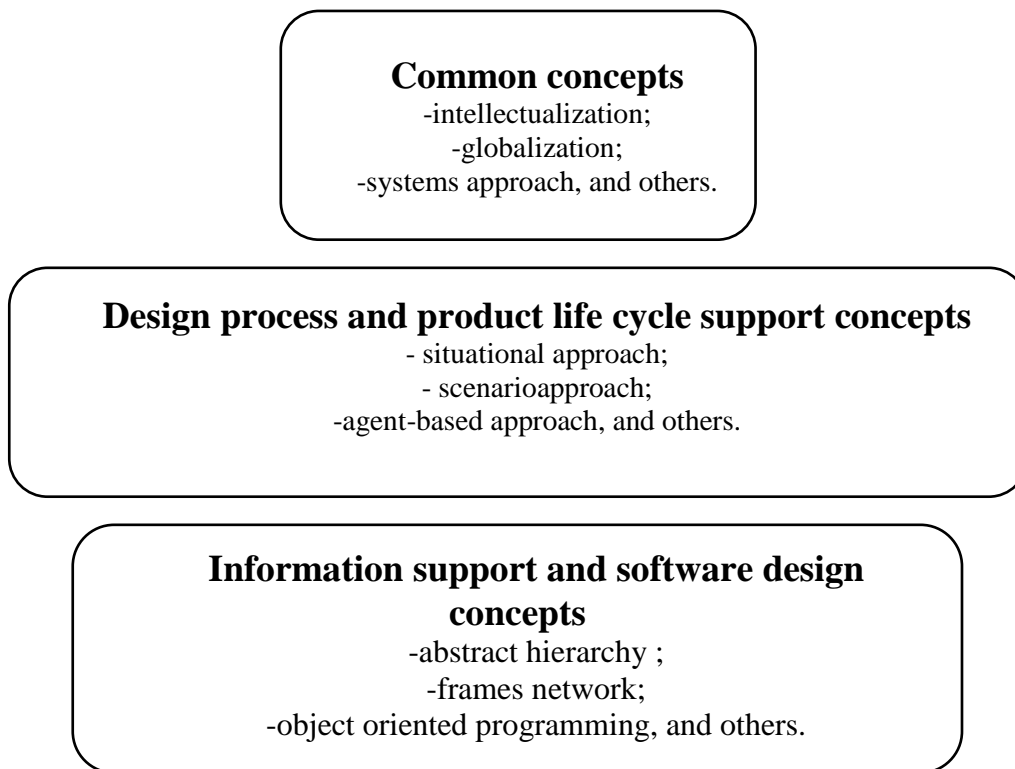 Common concepts
-intellectualization;
-globalization;
-systems approach, and others.
Design process and product life cycle support concepts
- situational approach;
- scenarioapproach;
-agent-based approach, and others.
Information support and software design
concepts
-abstract hierarchy ;
-frames network;
-object oriented programming, and others.